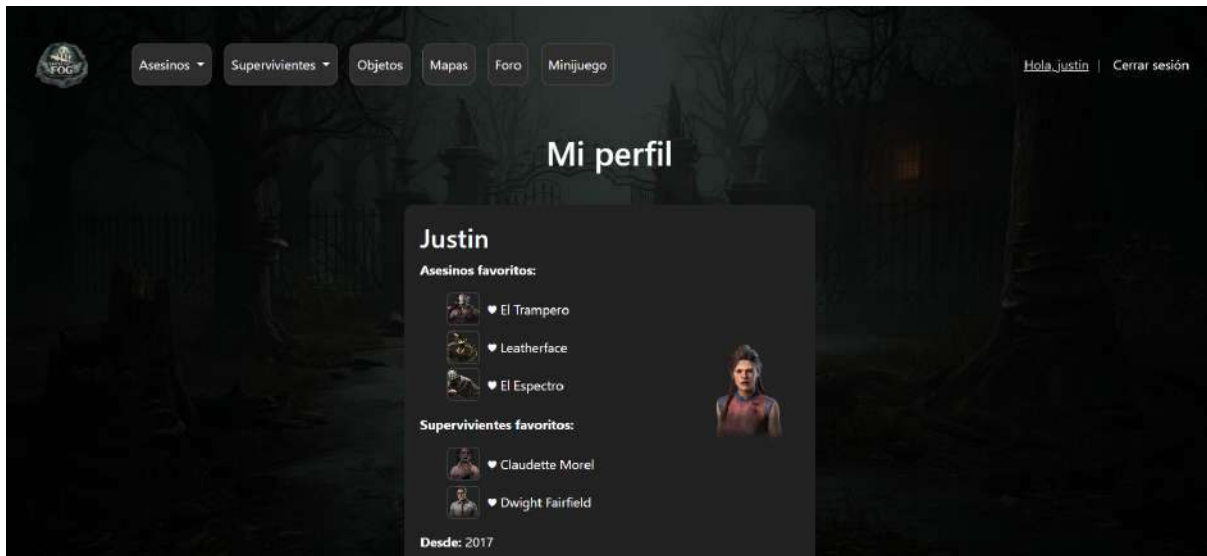 FOG
Asesinos
Supervivientes
Objetos
Mapas
Foro
Minijuego
Hola, justin | Cerrar sesión
Mi perfil
Justin
Asesinos favoritos:
El Trampero
Leatherface
El Espectro
Supervivientes favoritos:
Claudette Morel
Dwight Fairfield
Desde: 2017